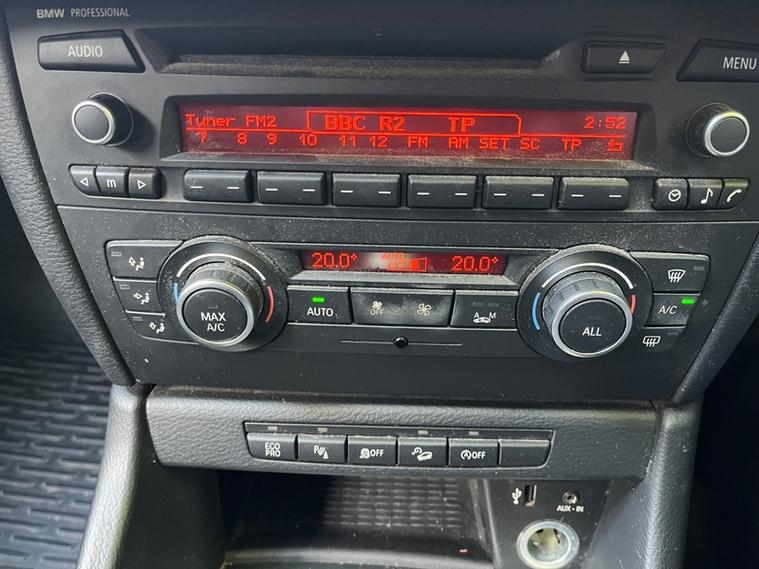 BMW PROFESSIONAL
AUDIO
MENU
Tuner FM2 BBC R2 TP 2:52
7 8 9 10 11 12 FM AM SET SC TP
m
20.0° AUTO 20.0°
MAX A/C
AUTO
OFF
A M
ALL
A/C
ECO PRO
P
OFF
OFF
AUX-IN